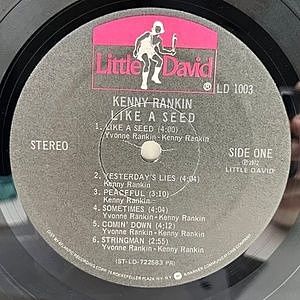 Little David
®
LD 1003
KENNY RANKIN
LIKE A SEED
1. LIKE A SEED (4:00)
Yvonne Rankin - Kenny Rankin
STEREO
SIDE ONE
℗ 1972
LITTLE DAVID
2. YESTERDAY'S LIES (4:04)
Kenny Rankin
3. PEACEFUL (3:10)
Kenny Rankin
4. SOMETIMES (4:04)
Yvonne Rankin - Kenny Rankin
5. COMIN' DOWN (4:12)
Yvonne Rankin - Kenny Rankin
6. STRINGMAN (2:55)
Yvonne Rankin - Kenny Rankin
(ST-LD-722583 PR)